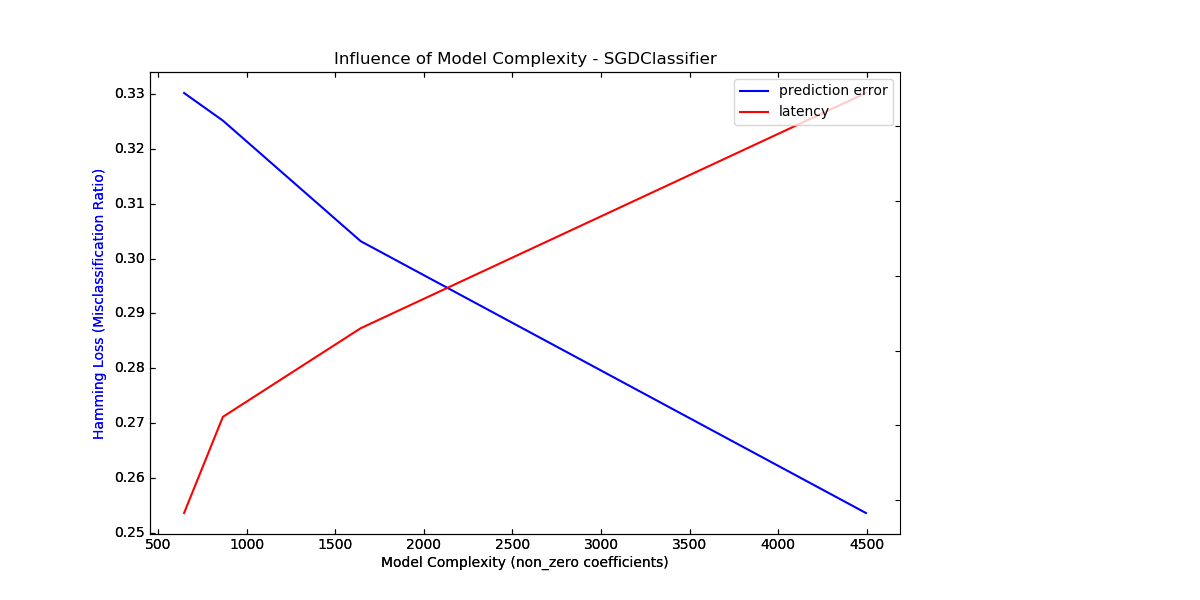 Influence of Model Complexity - SGDClassifier
prediction error
latency
0.33
0.32
0.31
0.30
0.29
0.28
0.27
0.26
0.25
Hamming Loss (Misclassification Ratio)
500 1000 1500 2000 2500 3000 3500 4000 4500
Model Complexity (non_zero coefficients)